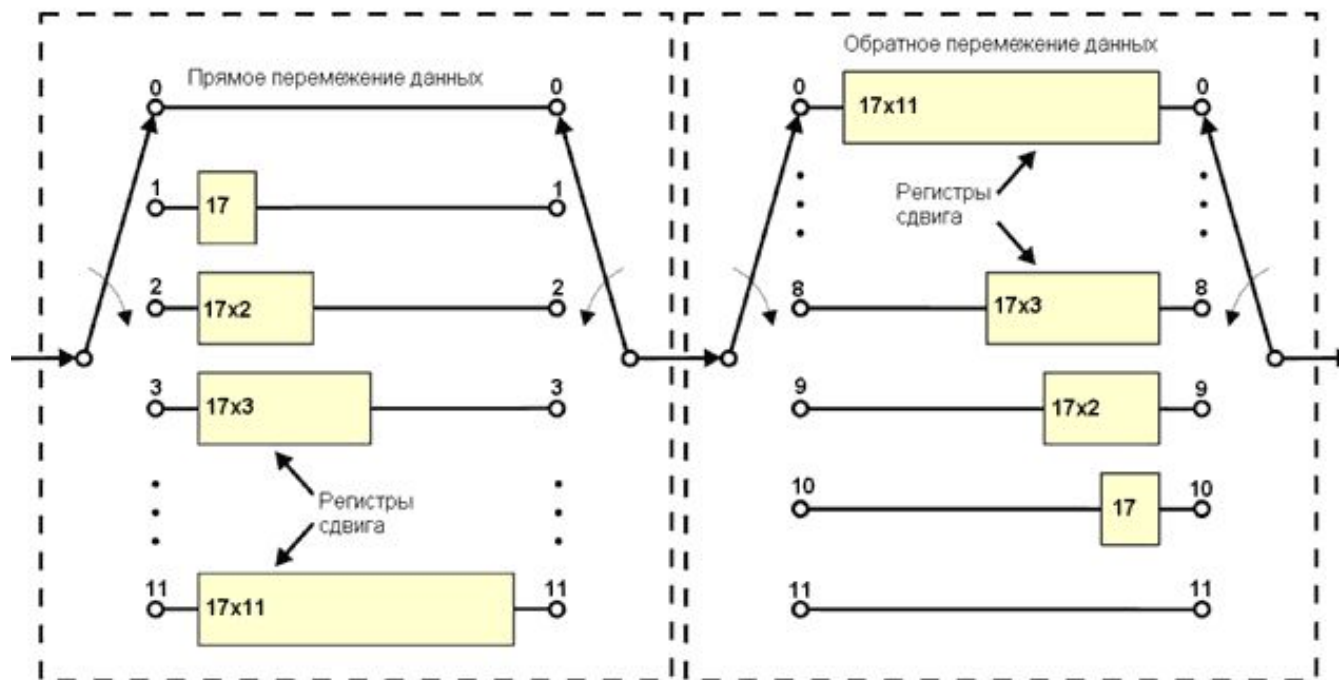 Прямое перемежение данных
0
0
1
17
1
2
17x2
2
3
17x3
3
Регистры
сдвига
11
17x11
11
Обратное перемежение данных
0
17x11
0
Регистры
сдвига
8
17x3
8
9
17x2
9
10
17
10
11
11